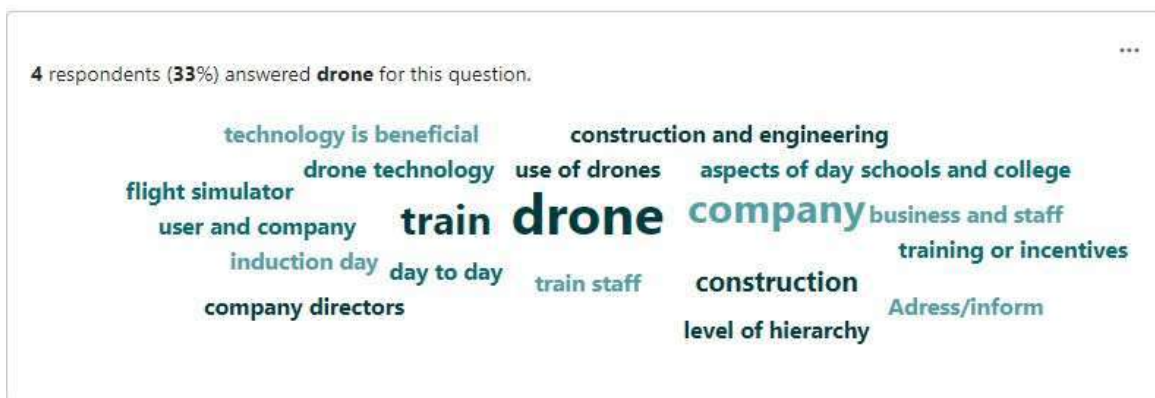 4 respondents (33%) answered drone for this question.
technology is beneficial construction and engineering
drone technology use of drones aspects of day schools and college
flight simulator
train drone company business and staff
user and company
training or incentives
induction day day to day train staff construction
company directors Adress/inform
level of hierarchy